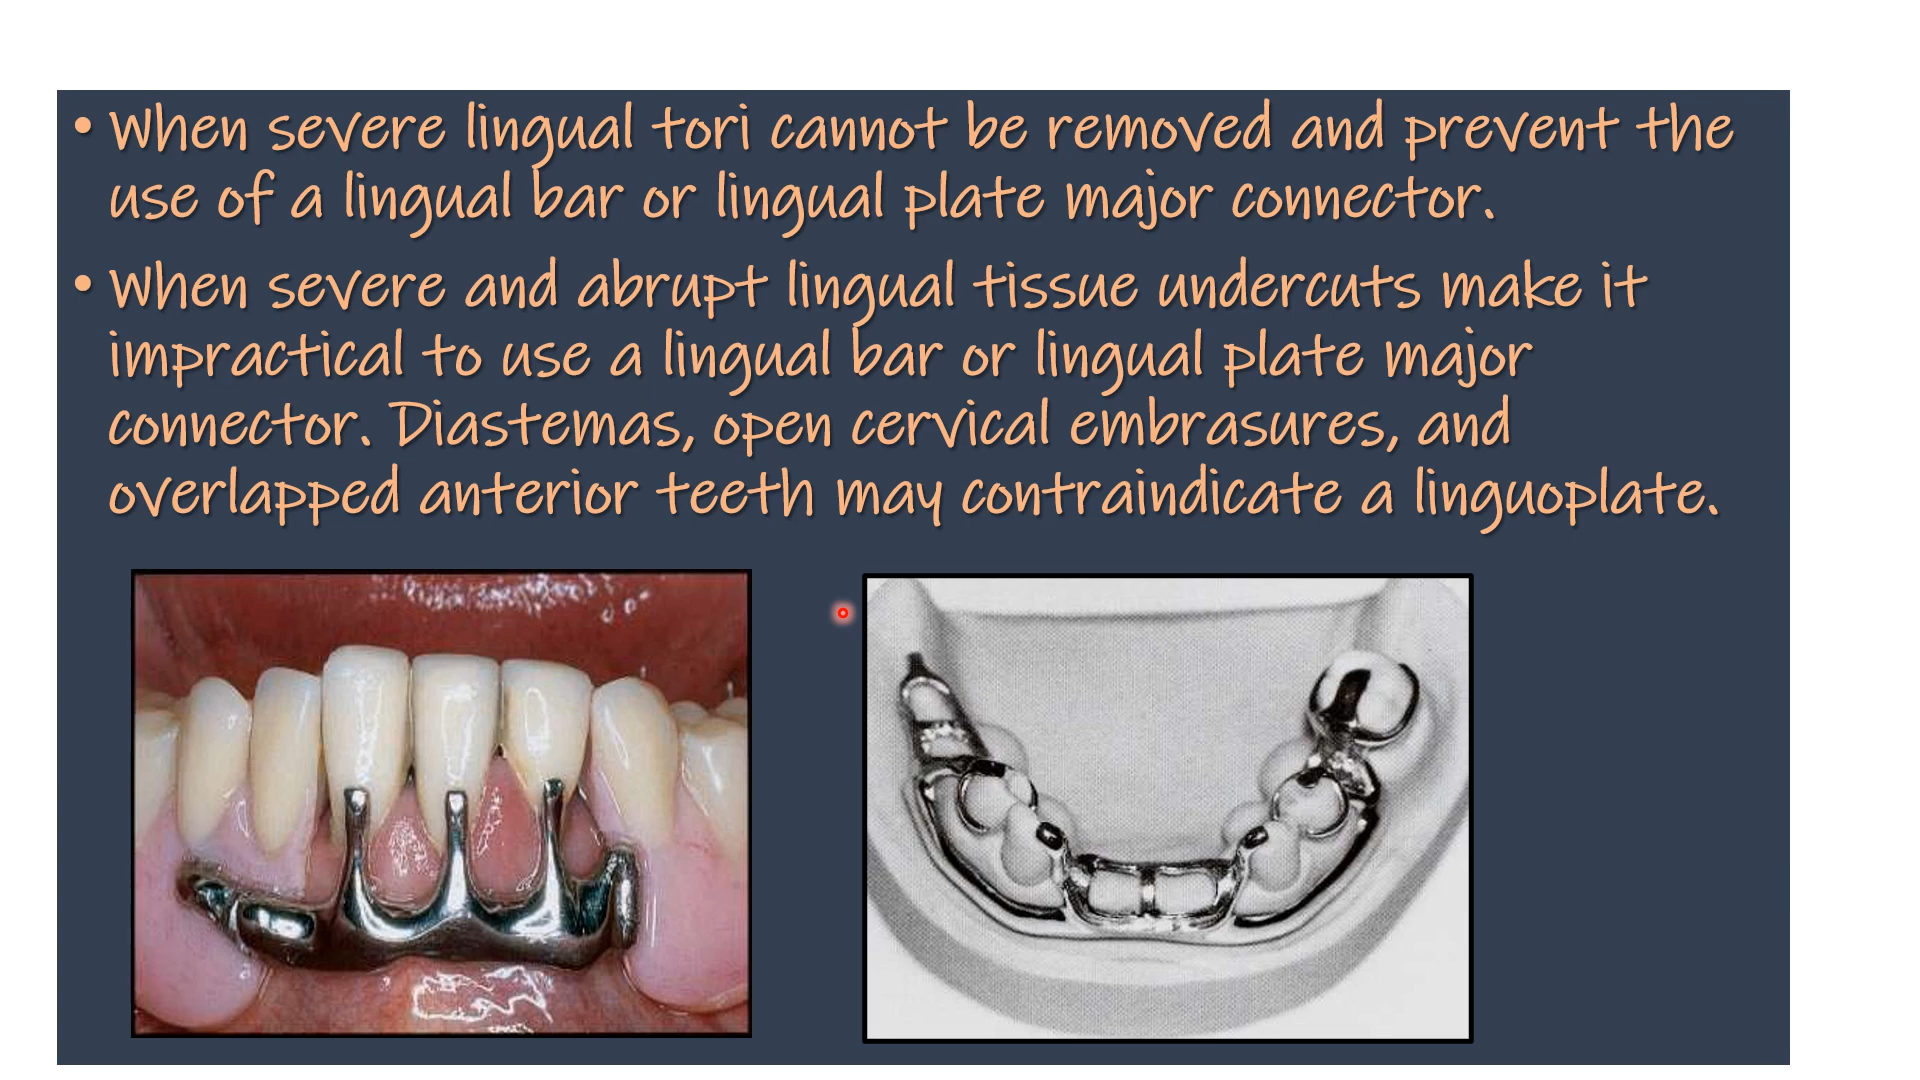 • When severe lingual tori cannot be removed and prevent the
use of a lingual bar or lingual plate major connector.
• When severe and abrupt lingual tissue undercuts make it
impractical to use a lingual bar or lingual plate major
connector. Diastemas, open cervical embrasures, and
overlapped anterior teeth may contraindicate a linguoplate.